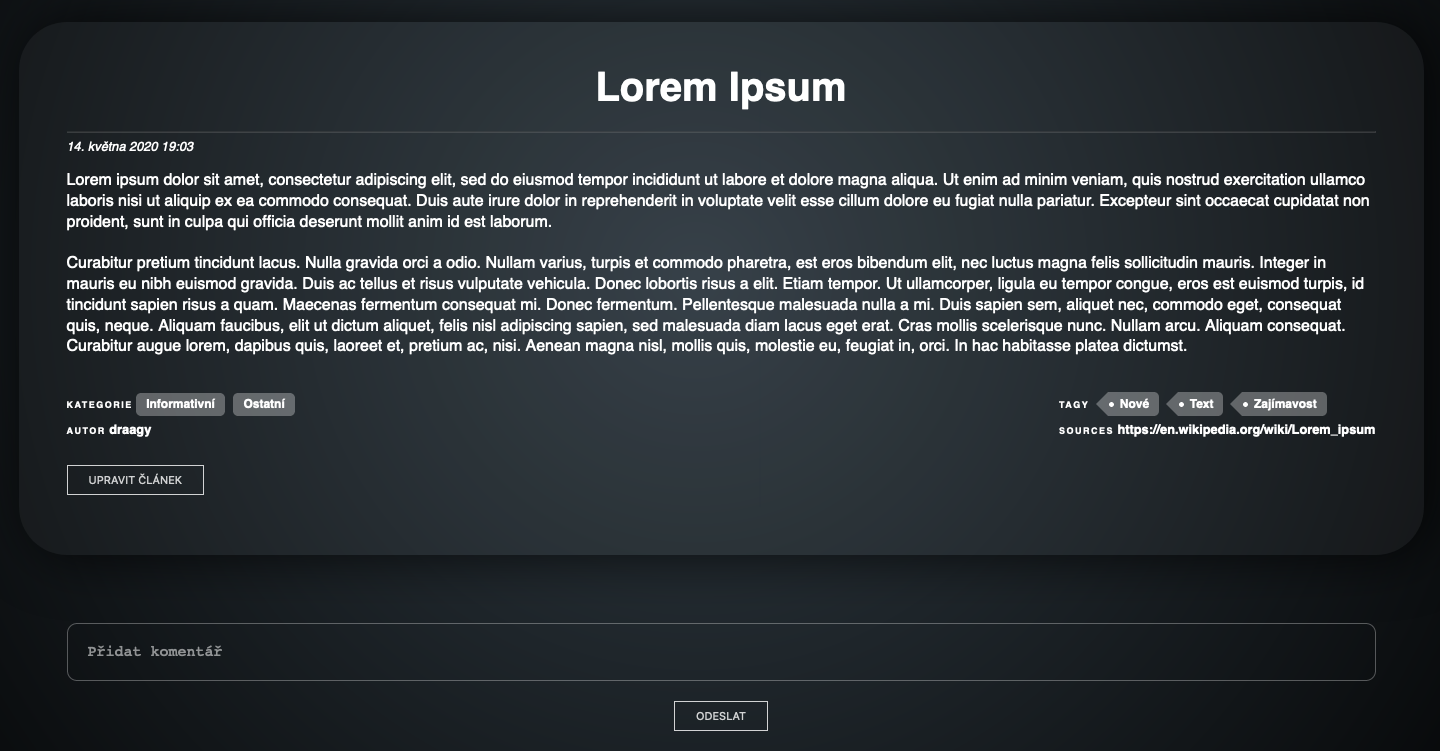 Lorem Ipsum
14. května 2020 19:03
Lorem ipsum dolor sit amet, consectetur adipiscing elit, sed do eiusmod tempor incididunt ut labore et dolore magna aliqua. Ut enim ad minim veniam, quis nostrud exercitation ullamco
laboris nisi ut aliquip ex ea commodo consequat. Duis aute irure dolor in reprehenderit in voluptate velit esse cillum dolore eu fugiat nulla pariatur. Excepteur sint occaecat cupidatat non
proident, sunt in culpa qui officia deserunt mollit anim id est laborum.
Curabitur pretium tincidunt lacus. Nulla gravida orci a odio. Nullam varius, turpis et commodo pharetra, est eros bibendum elit, nec luctus magna felis sollicitudin mauris. Integer in
mauris eu nibh euismod gravida. Duis ac tellus et risus vulputate vehicula. Donec lobortis risus a elit. Etiam tempor. Ut ullamcorper, ligula eu tempor congue, eros est euismod turpis, id
tincidunt sapien risus a quam. Maecenas fermentum consequat mi. Donec fermentum. Pellentesque malesuada nulla a mi. Duis sapien sem, aliquet nec, commodo eget, consequat
quis, neque. Aliquam faucibus, elit ut dictum aliquet, felis nisl adipiscing sapien, sed malesuada diam lacus eget erat. Cras mollis scelerisque nunc. Nullam arcu. Aliquam consequat.
Curabitur augue lorem, dapibus quis, laoreet et, pretium ac, nisi. Aenean magna nisl, mollis quis, molestie eu, feugiat in, orci. In hac habitasse platea dictumst.
KATEGORIE Informativní Ostatní
AUTOR draagy
TAGY Nové Text Zajímavost
SOURCES https://en.wikipedia.org/wiki/Lorem_ipsum
UPRAVIT ČLÁNEK
Přidat komentář
ODESLAT